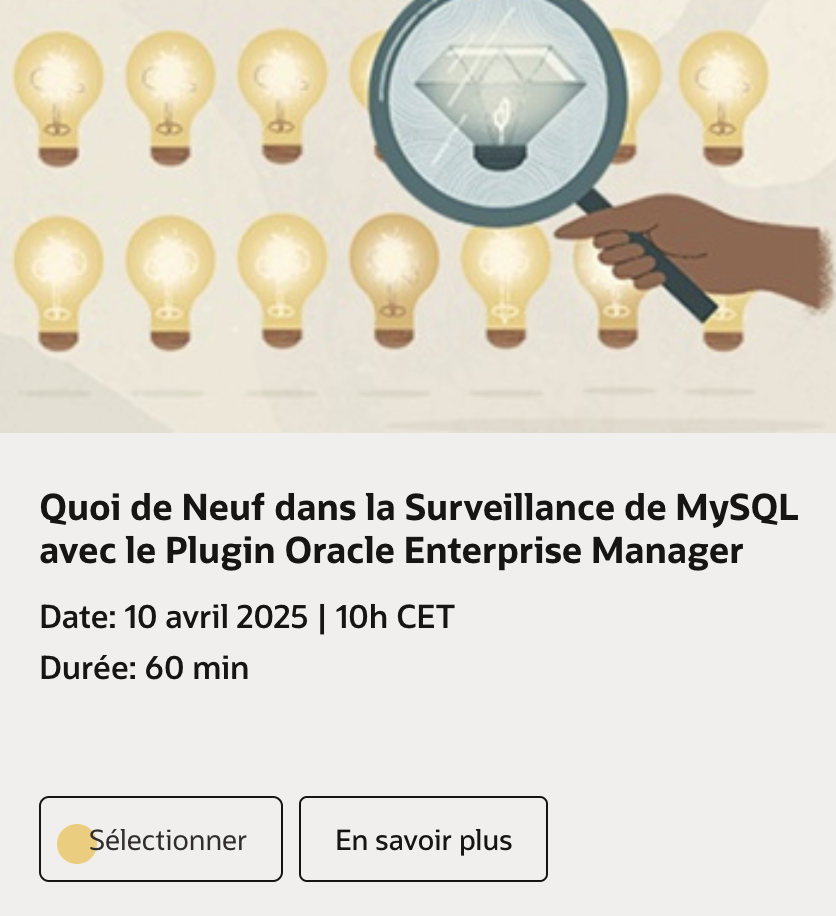 Quoi de Neuf dans la Surveillance de MySQL
avec le Plugin Oracle Enterprise Manager
Date: 10 avril 2025 | 10h CET
Durée: 60 min
Sélectionner
En savoir plus